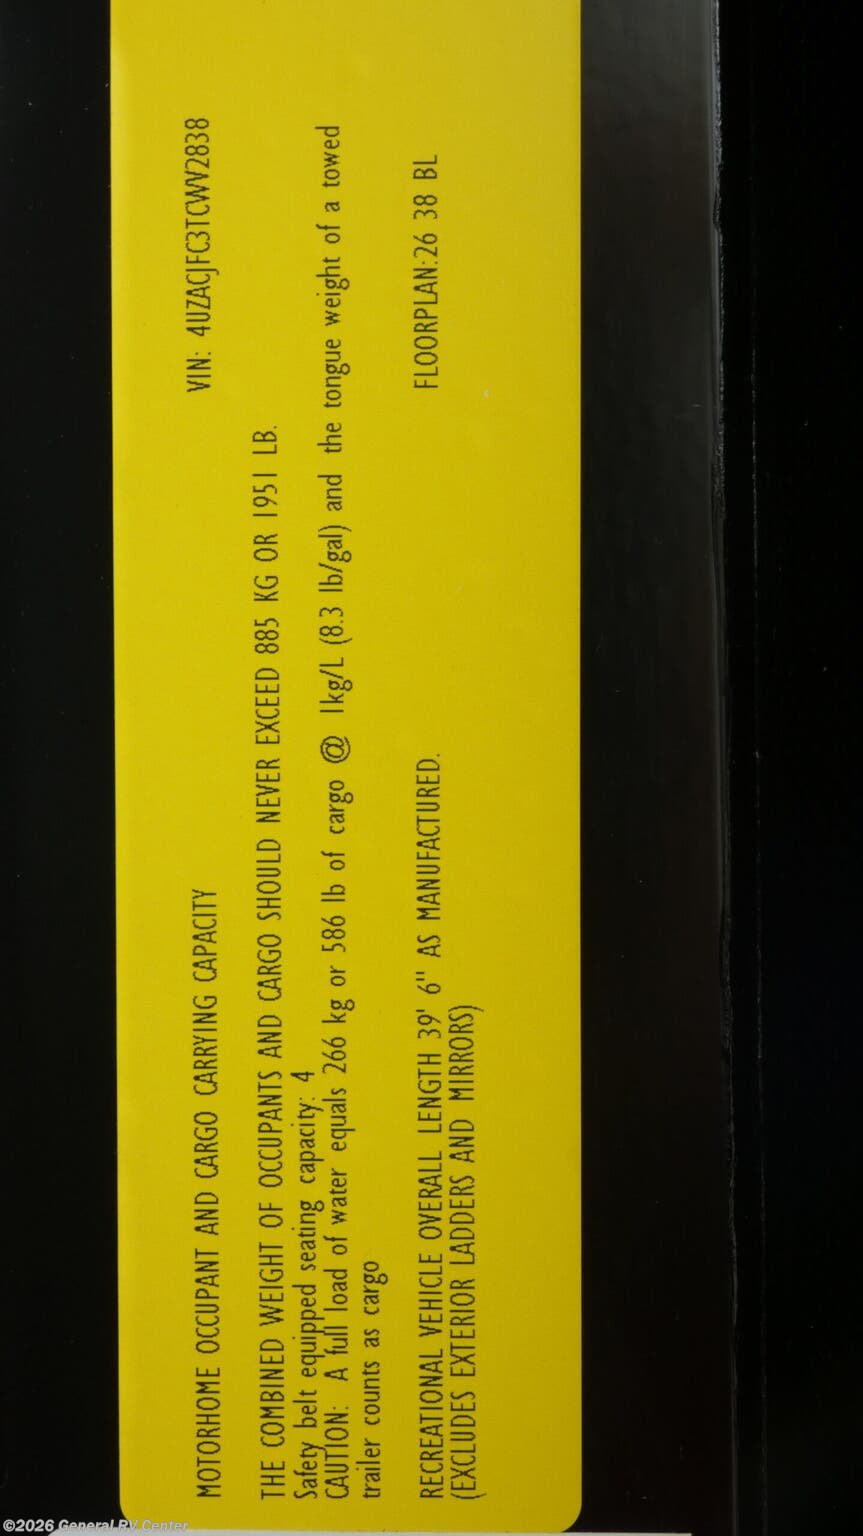 MOTORHOME OCCUPANT AND CARGO CARRYING CAPACITY VIN: 4UZACJFC3TCWV2838
THE COMBINED WEIGHT OF OCCUPANTS AND CARGO SHOULD NEVER EXCEED 885 KG OR 1951 LB.
Safety belt equipped seating capacity: 4
CAUTION: A full load of water equals 266 kg or 586 lb of cargo @ 1kg/L (8.3 lb/gal) and the tongue weight of a towed
trailer counts as cargo
RECREATIONAL VEHICLE OVERALL LENGTH 39' 6" AS MANUFACTURED. FLOORPLAN:26 38 BL
(EXCLUDES EXTERIOR LADDERS AND MIRRORS)
©2026 General RV Center